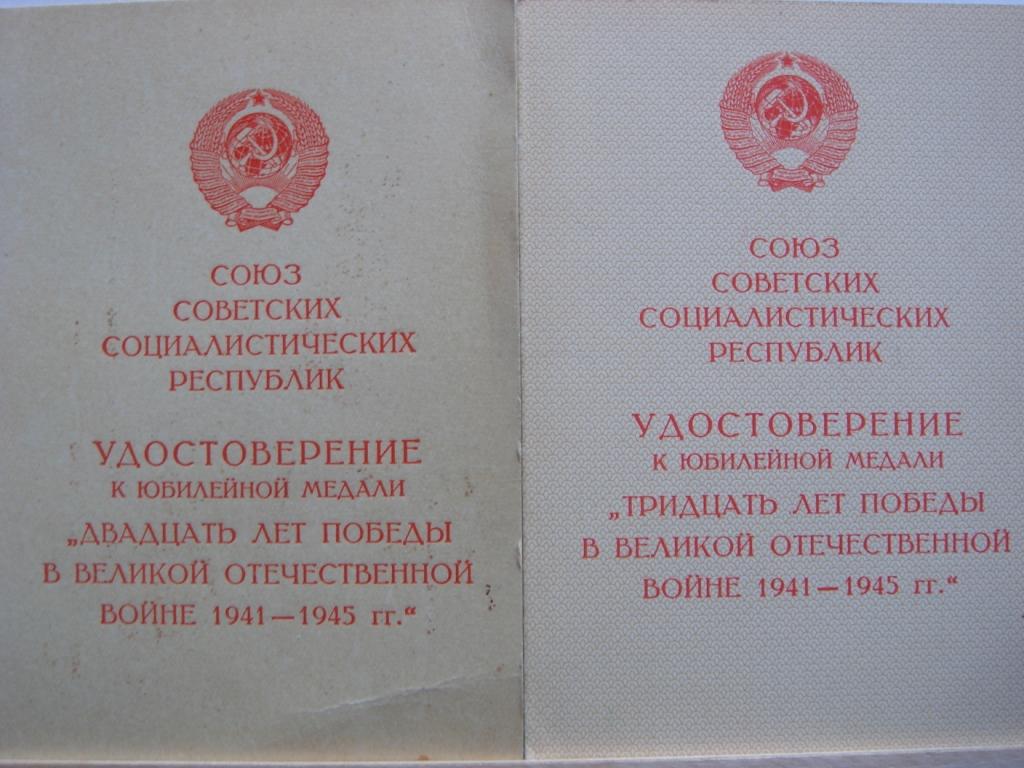 СОЮЗ
СОВЕТСКИХ
СОЦИАЛИСТИЧЕСКИХ
РЕСПУБЛИК
УДОСТОВЕРЕНИЕ
К ЮБИЛЕЙНОЙ МЕДАЛИ
„ДВАДЦАТЬ ЛЕТ ПОБЕДЫ
В ВЕЛИКОЙ ОТЕЧЕСТВЕННОЙ
ВОЙНЕ 1941—1945 гг.“
СОЮЗ
СОВЕТСКИХ
СОЦИАЛИСТИЧЕСКИХ
РЕСПУБЛИК
УДОСТОВЕРЕНИЕ
К ЮБИЛЕЙНОЙ МЕДАЛИ
„ТРИДЦАТЬ ЛЕТ ПОБЕДЫ
В ВЕЛИКОЙ ОТЕЧЕСТВЕННОЙ
ВОЙНЕ 1941—1945 гг.“